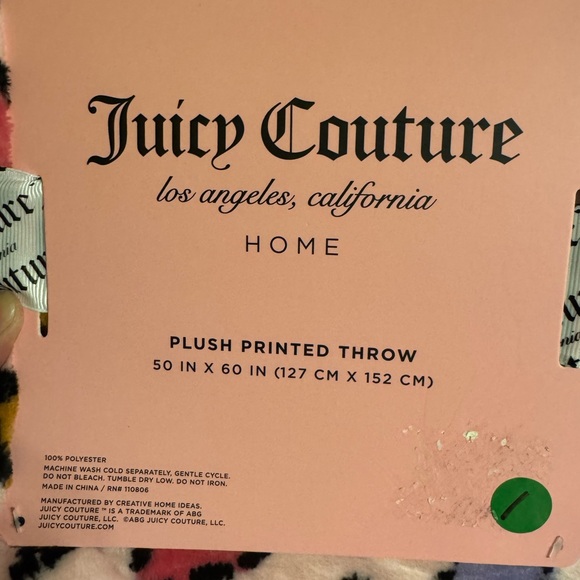 Juicy Couture
los angeles, california
HOME
PLUSH PRINTED THROW
50 IN X 60 IN (127 CM X 152 CM)
100% POLYESTER
MACHINE WASH COLD SEPARATELY, GENTLE CYCLE.
DO NOT BLEACH. TUMBLE DRY LOW. DO NOT IRON.
MADE IN CHINA / RN# 110806
MANUFACTURED BY CREATIVE HOME IDEAS.
JUICY COUTURE ™ IS A TRADEMARK OF ABG
JUICY COUTURE, LLC. ©ABG JUICY COUTURE, LLC.
JUICYCOUTURE.COM